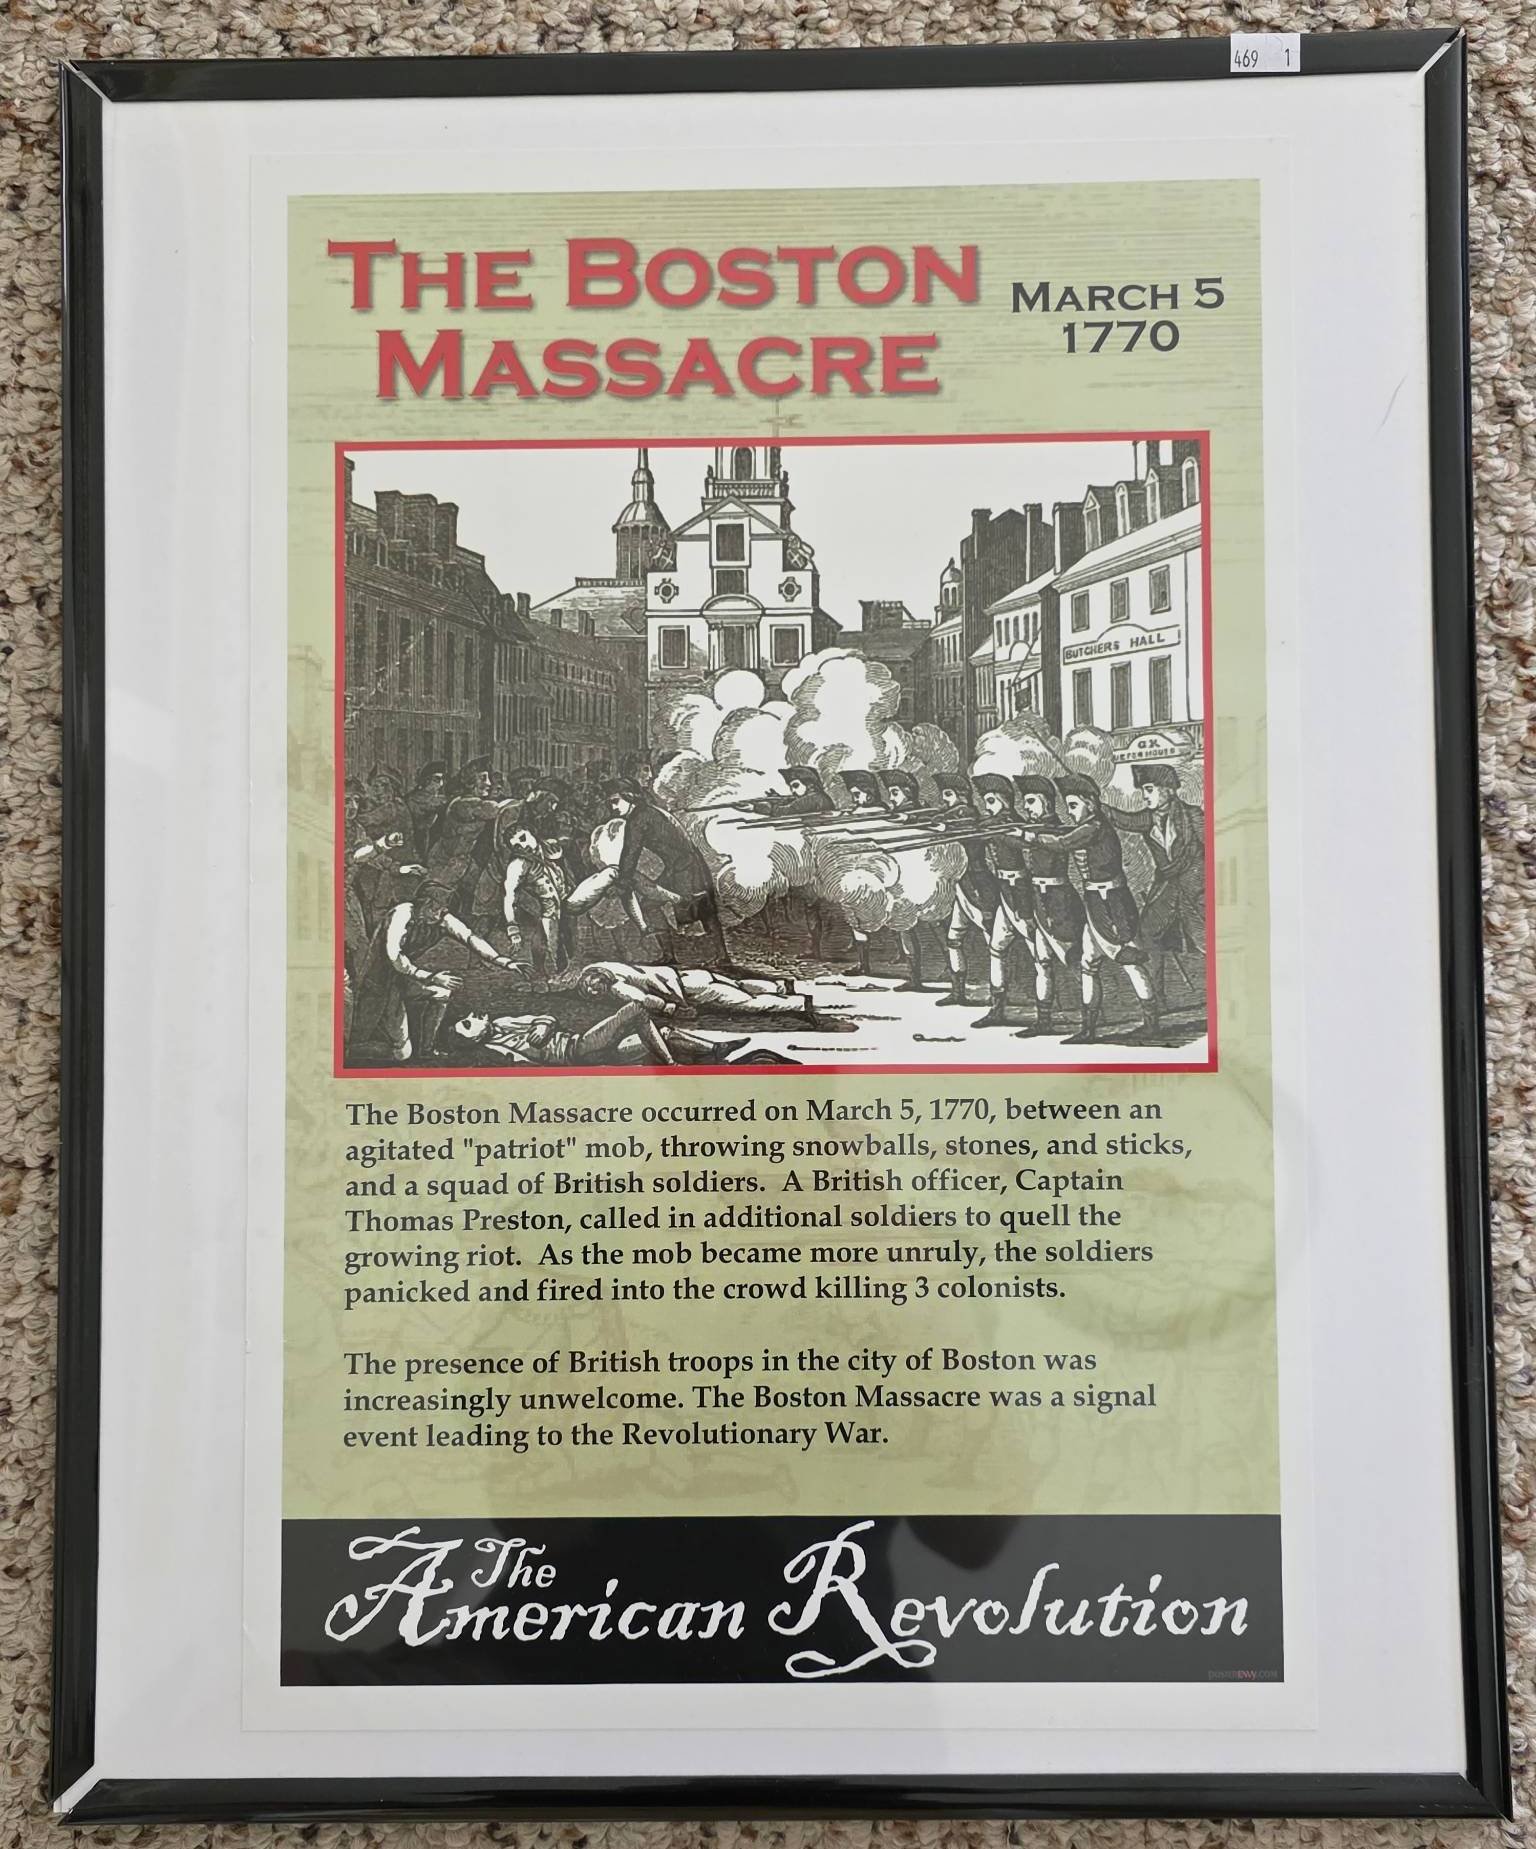 469 1
THE BOSTON
MASSACRE
MARCH 5
1770
BUTCHERS HALL
The Boston Massacre occurred on March 5, 1770, between an
agitated "patriot" mob, throwing snowballs, stones, and sticks,
and a squad of British soldiers. A British officer, Captain
Thomas Preston, called in additional soldiers to quell the
growing riot. As the mob became more unruly, the soldiers
panicked and fired into the crowd killing 3 colonists.
The presence of British troops in the city of Boston was
increasingly unwelcome. The Boston Massacre was a signal
event leading to the Revolutionary War.
The
American Revolution
POSTERENVY.COM